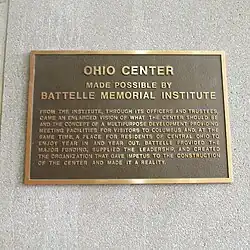 OHIO CENTER
MADE POSSIBLE BY
BATTELLE MEMORIAL INSTITUTE
FROM THE INSTITUTE, THROUGH ITS OFFICERS AND TRUSTEES,
CAME AN ENLARGED VISION OF WHAT THE CENTER SHOULD BE
AND THE CONCEPT OF A MULTIPURPOSE DEVELOPMENT PROVIDING
MEETING FACILITIES FOR VISITORS TO COLUMBUS AND, AT THE
SAME TIME, A PLACE FOR RESIDENTS OF CENTRAL OHIO TO
ENJOY YEAR IN AND YEAR OUT. BATTELLE PROVIDED THE
MAJOR FUNDING, SUPPLIED THE LEADERSHIP, AND CREATED
THE ORGANIZATION THAT GAVE IMPETUS TO THE CONSTRUCTION
OF THE CENTER AND MADE IT A REALITY.